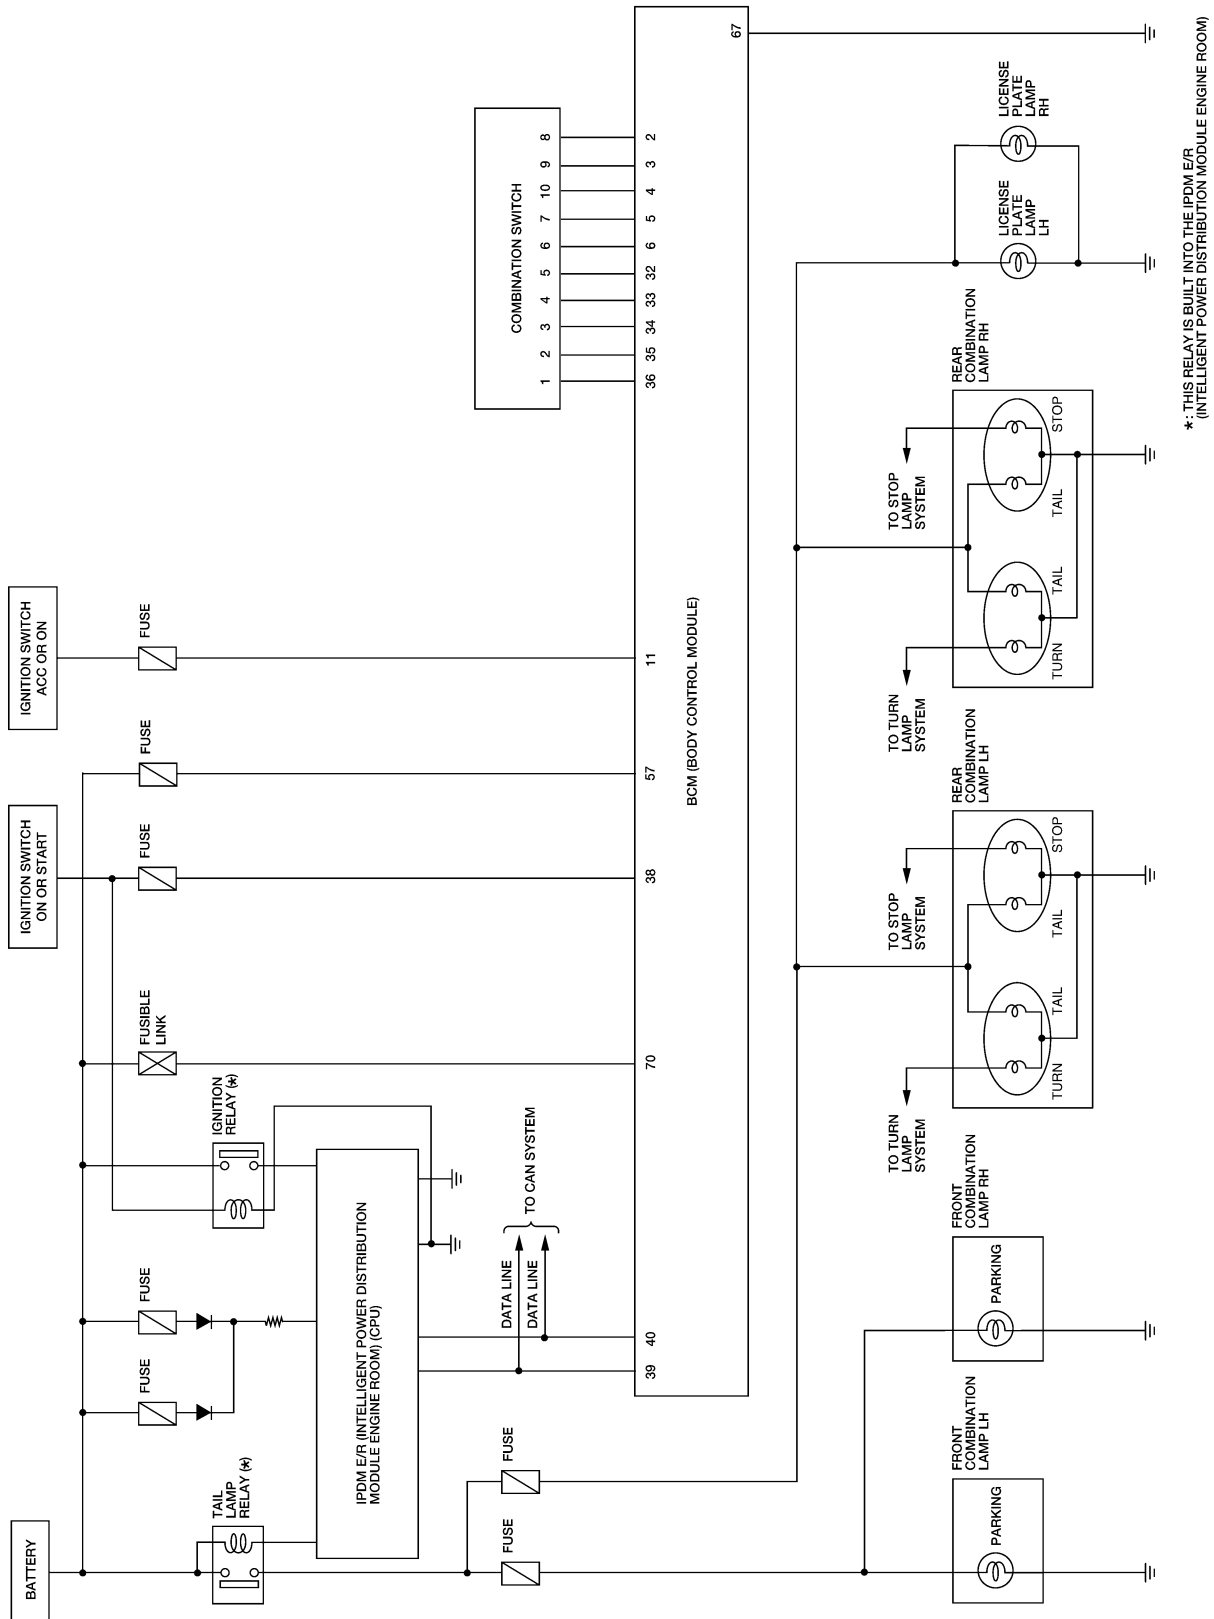 BATTERY
IGNITION SWITCH
ON OR START
IGNITION SWITCH
ACC OR ON
TAIL
LAMP
RELAY (*)
FUSE
FUSE
IGNITION
RELAY (*)
FUSIBLE
LINK
FUSE
FUSE
FUSE
IPDM E/R (INTELLIGENT POWER DISTRIBUTION
MODULE ENGINE ROOM) (CPU)
FUSE
FUSE
DATA LINE
DATA LINE
TO CAN SYSTEM
COMBINATION SWITCH
1 2 3 4 5 6 7 10 9 8
39 40 70 38 57 11 36 35 34 33 32 6 5 4 3 2 67
BCM (BODY CONTROL MODULE)
FRONT
COMBINATION
LAMP LH
PARKING
FRONT
COMBINATION
LAMP RH
PARKING
TO TURN
LAMP
SYSTEM
TO STOP
LAMP
SYSTEM
REAR
COMBINATION
LAMP LH
TURN TAIL TAIL STOP
TO TURN
LAMP
SYSTEM
TO STOP
LAMP
SYSTEM
REAR
COMBINATION
LAMP RH
TURN TAIL TAIL STOP
LICENSE
PLATE
LAMP
LH
LICENSE
PLATE
LAMP
RH
*: THIS RELAY IS BUILT INTO THE IPDM E/R
(INTELLIGENT POWER DISTRIBUTION MODULE ENGINE ROOM)